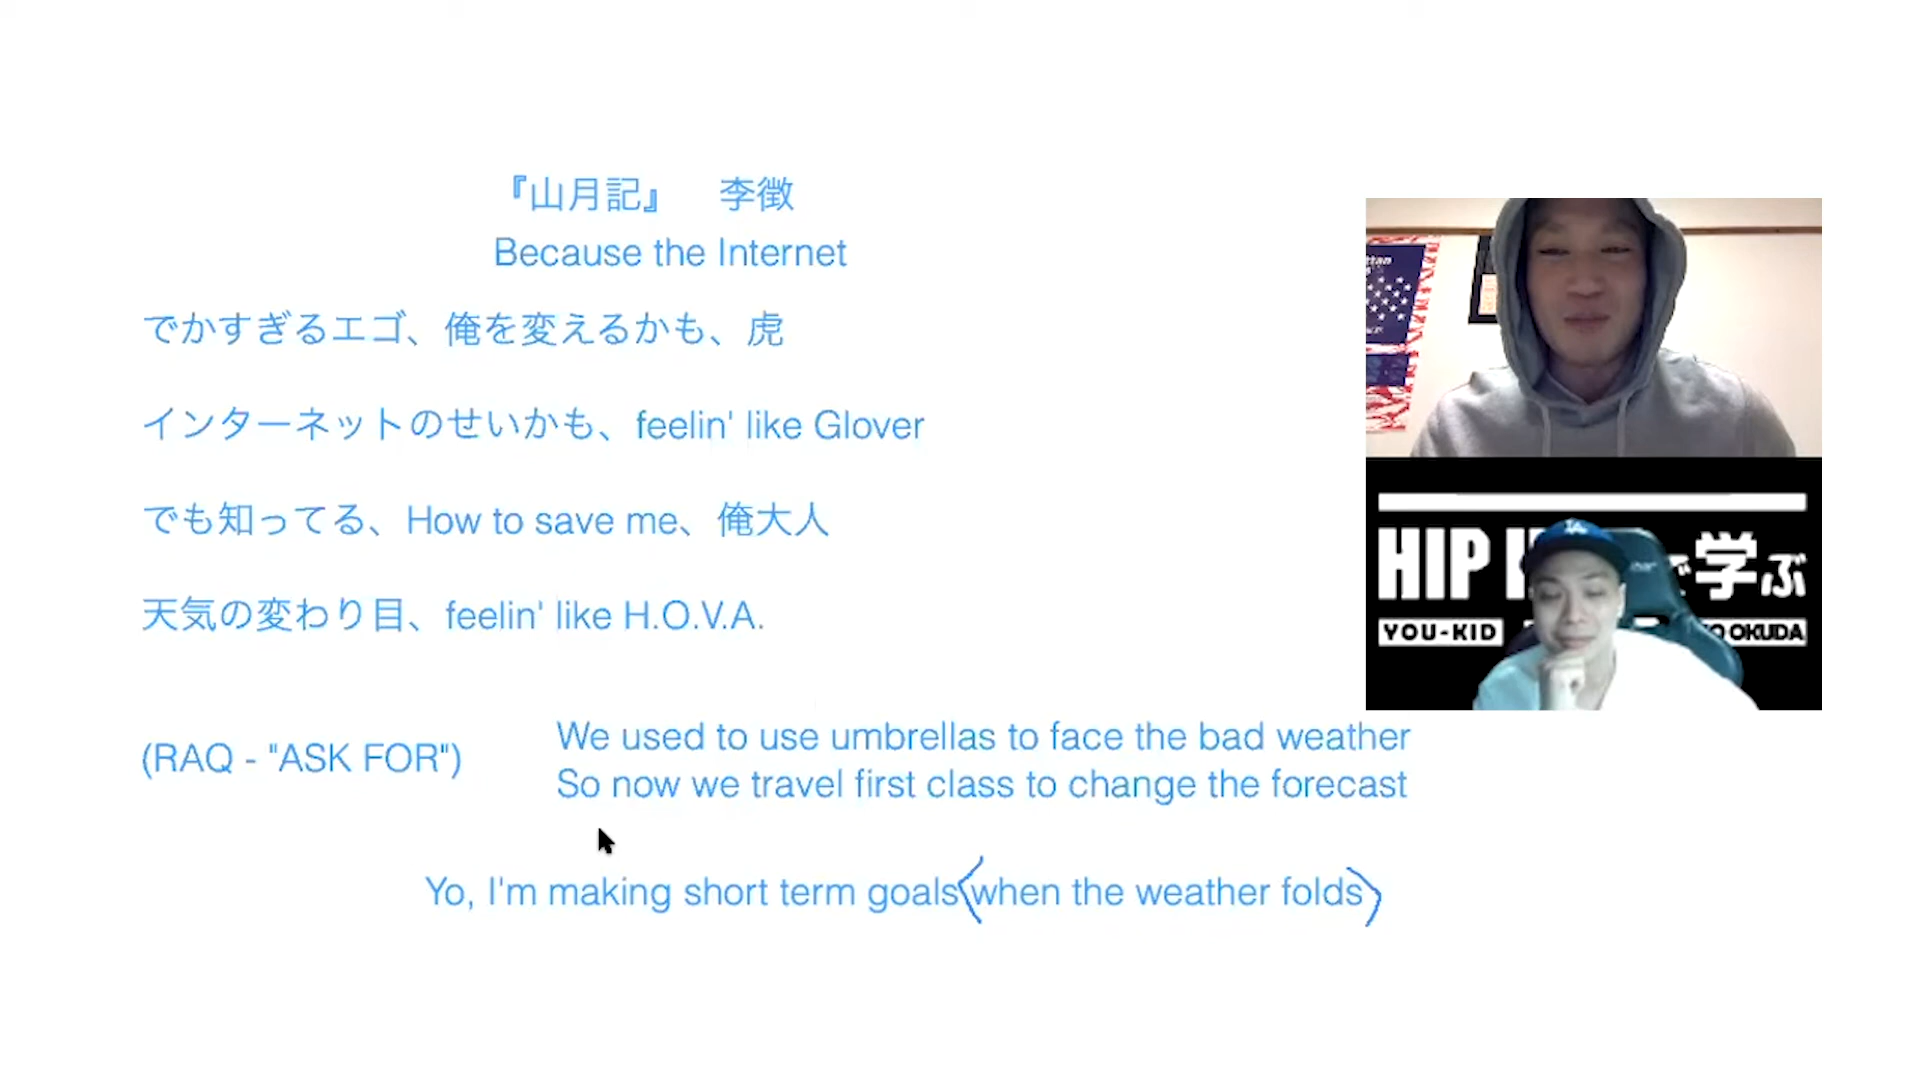 『山月記』 李徴
Because the Internet
でかすぎるエゴ、俺を変えるかも、虎
インターネットのせいかも、feelin' like Glover
でも知ってる、How to save me、俺大人
天気の変わり目、feelin' like H.O.V.A.
(RAQ - "ASK FOR")
We used to use umbrellas to face the bad weather
So now we travel first class to change the forecast
Yo, I'm making short term goals〈when the weather folds〉
HIP で学ぶ
YOU-KID OKUDA
LA